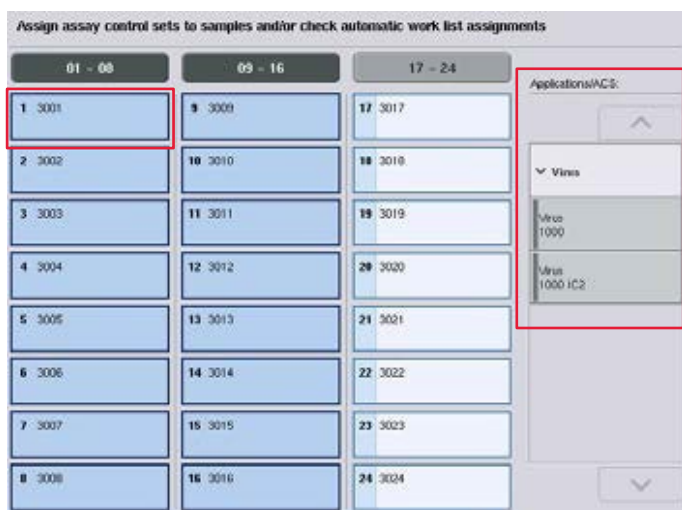 Assign assay control sets to samples and/or check automatic work list assignments
01 - 08
09 - 16
17 - 24
Applications/ACS:
1 3001
9 3009
17 3017
2 3002
10 3010
18 3018
Virus
3 3003
11 3011
19 3019
Virus
1000
4 3004
12 3012
20 3020
Virus
1000 IC2
5 3005
13 3013
21 3021
6 3006
14 3014
22 3022
7 3007
15 3015
23 3023
8 3008
16 3016
24 3024